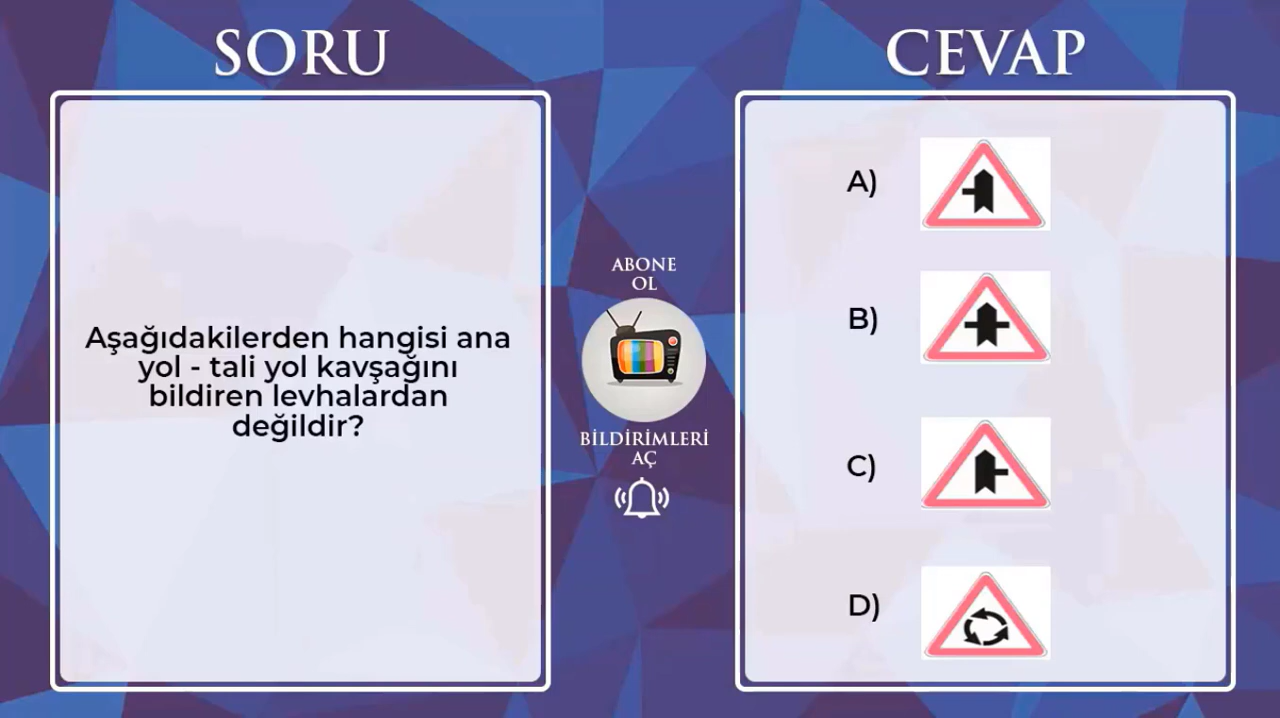 SORU
Aşağıdakilerden hangisi ana
yol - tali yol kavşağını
bildiren levhalardan
değildir?
ABONE
OL
BİLDİRİMLERİ
AÇ
CEVAP
A)
B)
C)
D)